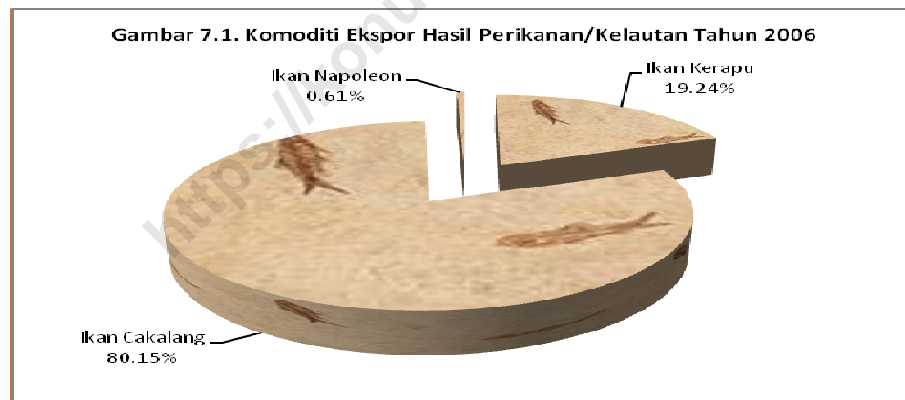 Gambar 7.1. Komoditi Ekspor Hasil Perikanan/Kelautan Tahun 2006
Ikan Napoleon
0.61%
Ikan Kerapu
19.24%
Ikan Cakalang
80.15%